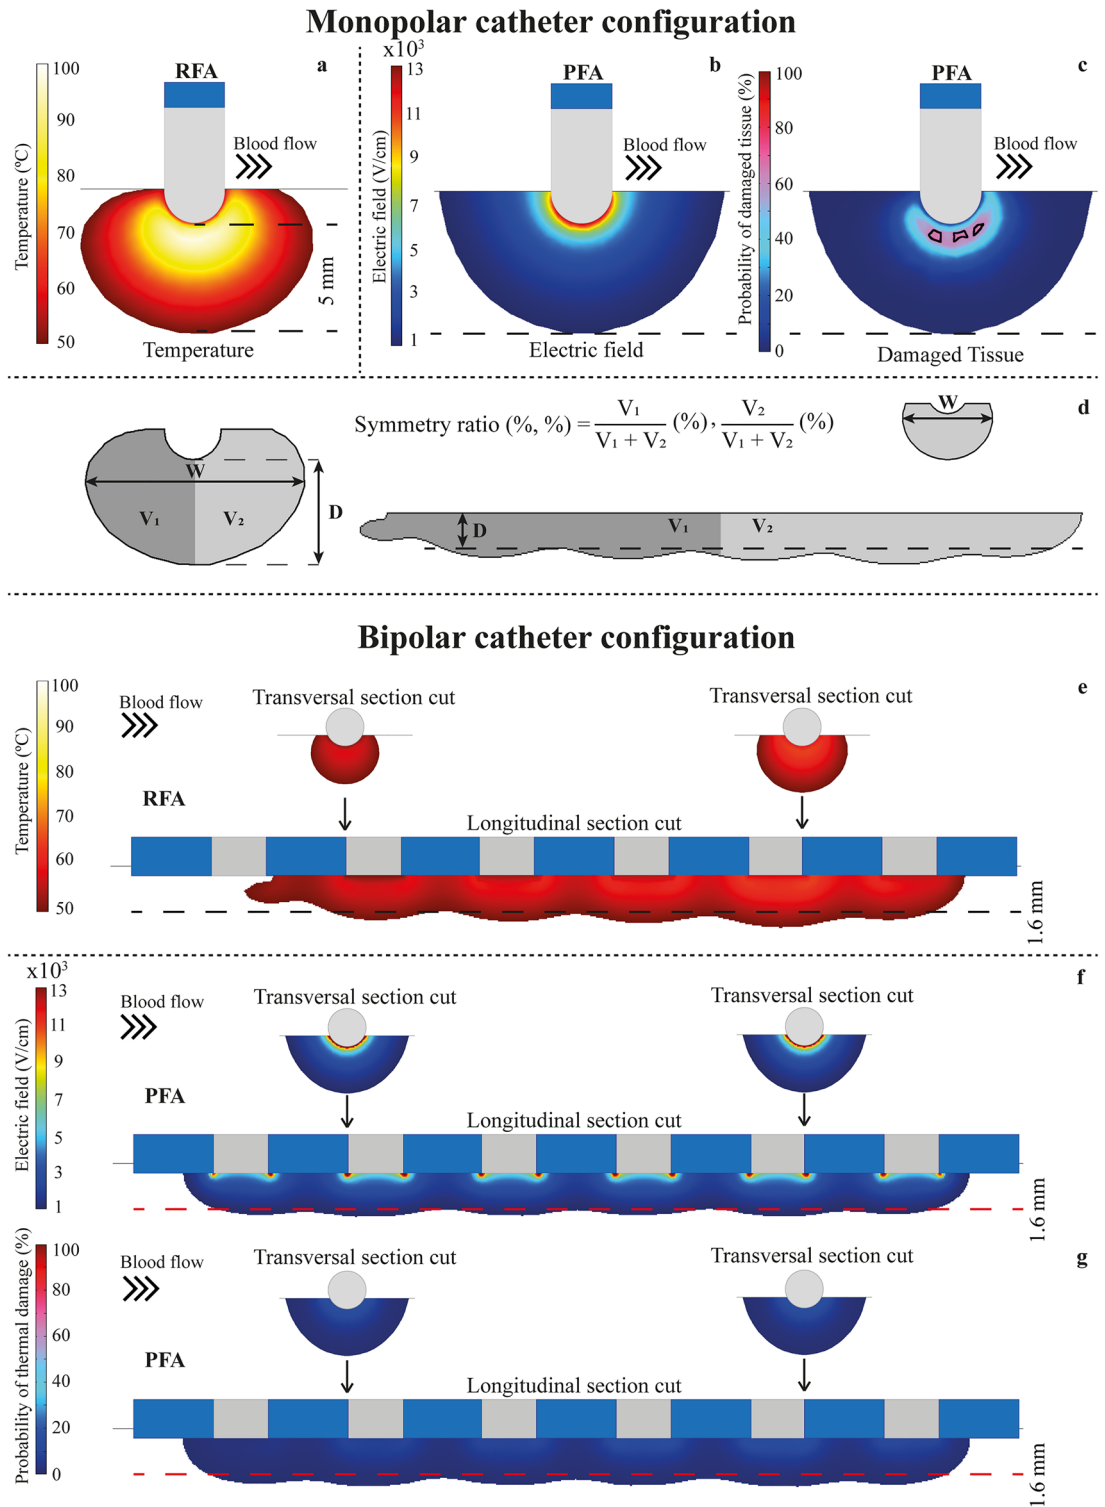 Monopolar catheter configuration
RFA
a
Temperature (ºC)
100
90
80
70
60
50
Blood flow
5 mm
Temperature
x10³
PFA
b
Electric field (V/cm)
13
11
9
7
5
3
1
Blood flow
Electric field
PFA
c
Probability of damaged tissue (%)
100
80
60
40
20
0
Blood flow
Damaged Tissue
d
Symmetry ratio (%, %) = V₁ / V₁ + V₂ (%), V₂ / V₁ + V₂ (%)
W
W
V₁
V₂
D
D
V₁
V₂
Bipolar catheter configuration
e
Temperature (ºC)
100
90
80
70
60
50
Blood flow
Transversal section cut
Transversal section cut
RFA
Longitudinal section cut
1.6 mm
f
x10³
Electric field (V/cm)
13
11
9
7
5
3
1
Blood flow
Transversal section cut
Transversal section cut
PFA
Longitudinal section cut
1.6 mm
g
Probability of thermal damage (%)
100
80
60
40
20
0
Blood flow
Transversal section cut
Transversal section cut
PFA
Longitudinal section cut
1.6 mm